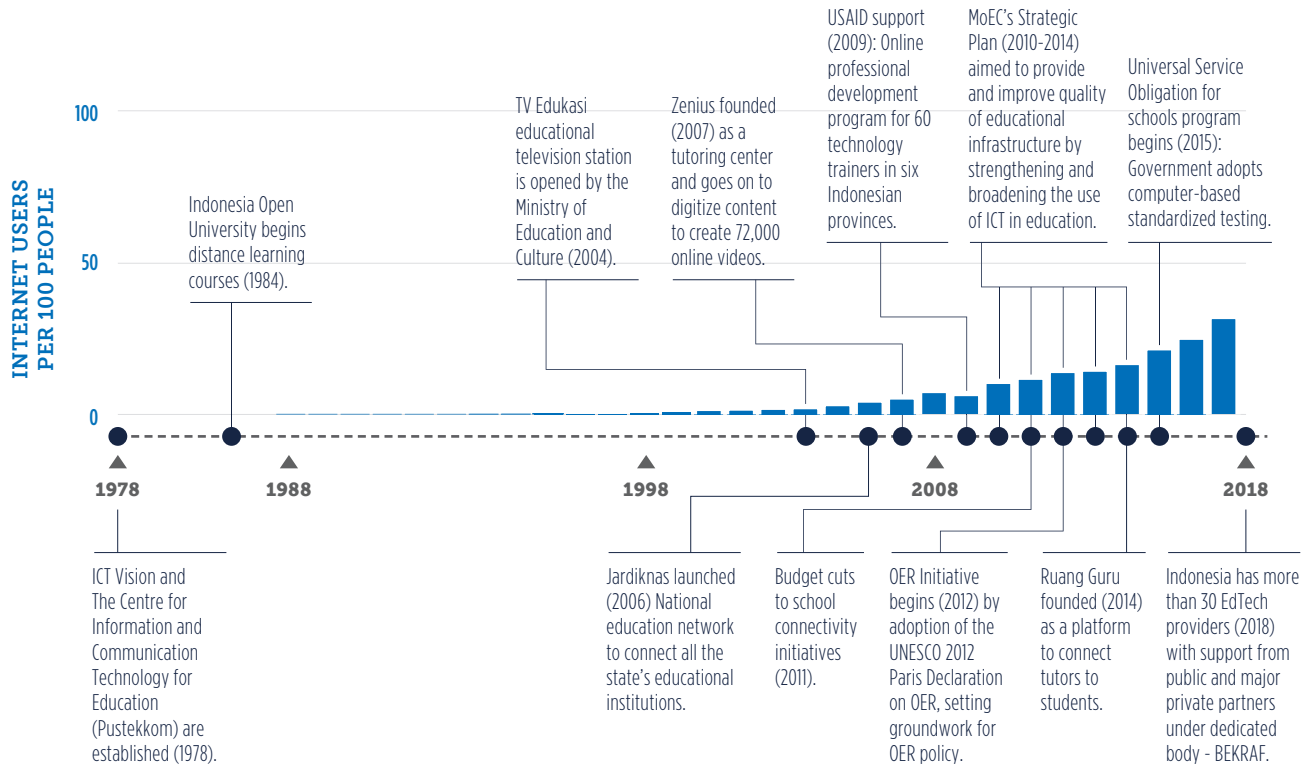 USAID support
(2009): Online
professional
development
program for 60
technology
trainers in six
Indonesian
provinces.
MoEC's Strategic
Plan (2010-2014)
aimed to provide
and improve quality
of educational
infrastructure by
strengthening and
broadening the use
of ICT in education.
Universal Service
Obligation for
schools program
begins (2015):
Government adopts
computer-based
standardized testing.
TV Edukasi
educational
television station
is opened by the
Ministry of
Education and
Culture (2004).
Zenius founded
(2007) as a
tutoring center
and goes on to
digitize content
to create 72,000
online videos.
Indonesia Open
University begins
distance learning
courses (1984).
INTERNET USERS
PER 100 PEOPLE
100
50
0
1978
1988
1998
2008
2018
ICT Vision and
The Centre for
Information and
Communication
Technology for
Education
(Pustekkom) are
established (1978).
Jardiknas launched
(2006) National
education network
to connect all the
state's educational
institutions.
Budget cuts
to school
connectivity
initiatives
(2011).
OER Initiative
begins (2012) by
adoption of the
UNESCO 2012
Paris Declaration
on OER, setting
groundwork for
OER policy.
Ruang Guru
founded (2014)
as a platform
to connect
tutors to
students.
Indonesia has more
than 30 EdTech
providers (2018)
with support from
public and major
private partners
under dedicated
body - BEKRAF.